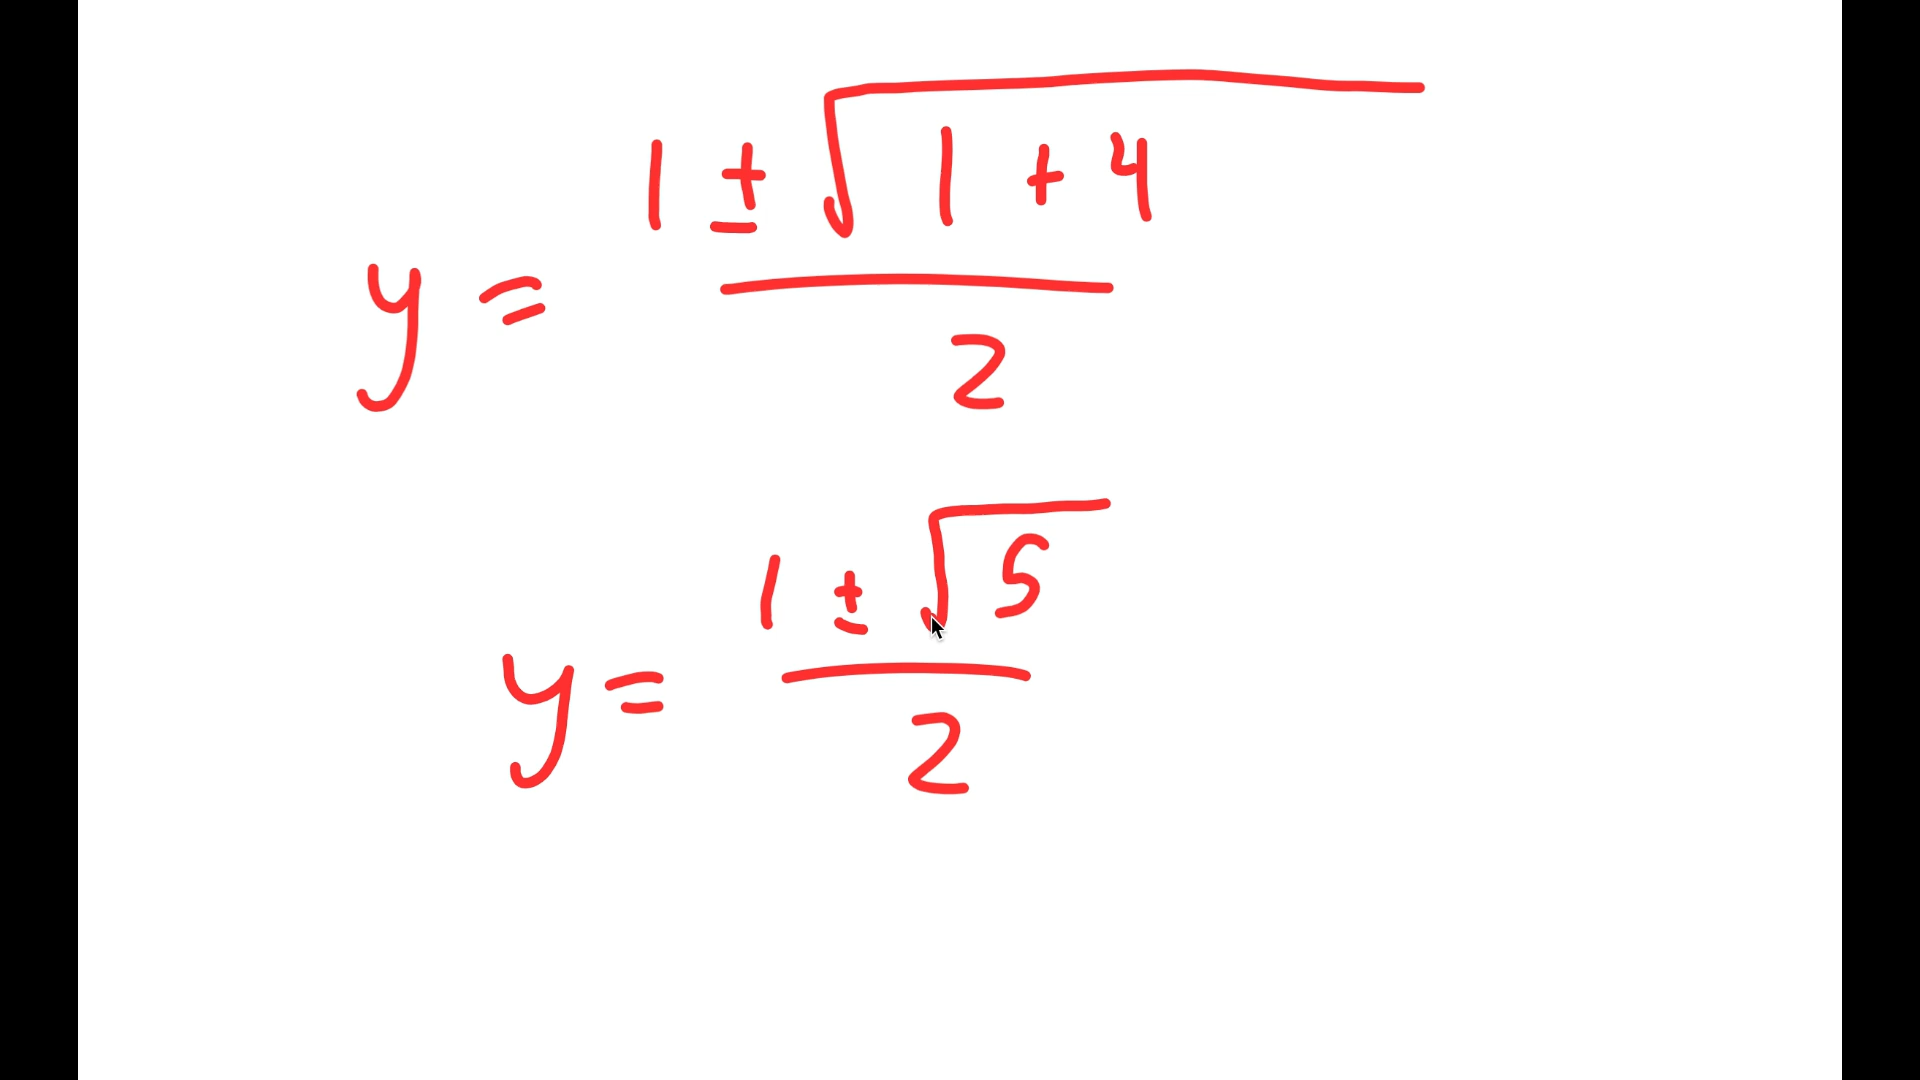 y = (1 ± √(1 + 4)) / 2
y = (1 ± √5) / 2